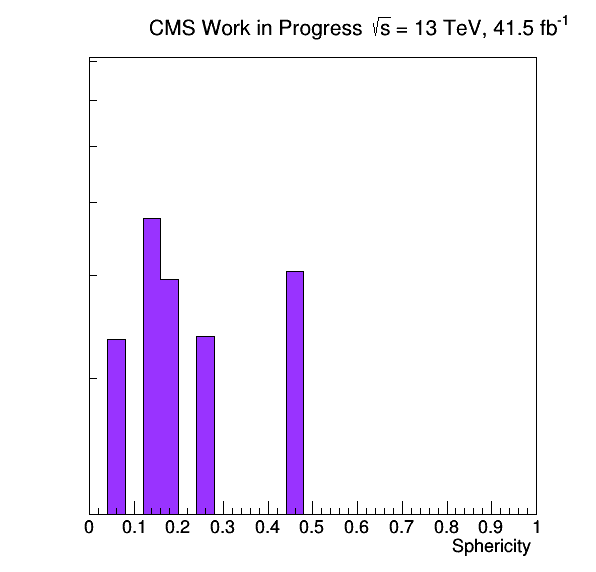 CMS Work in Progress √s = 13 TeV, 41.5 fb⁻¹
0 0.1 0.2 0.3 0.4 0.5 0.6 0.7 0.8 0.9 1
Sphericity